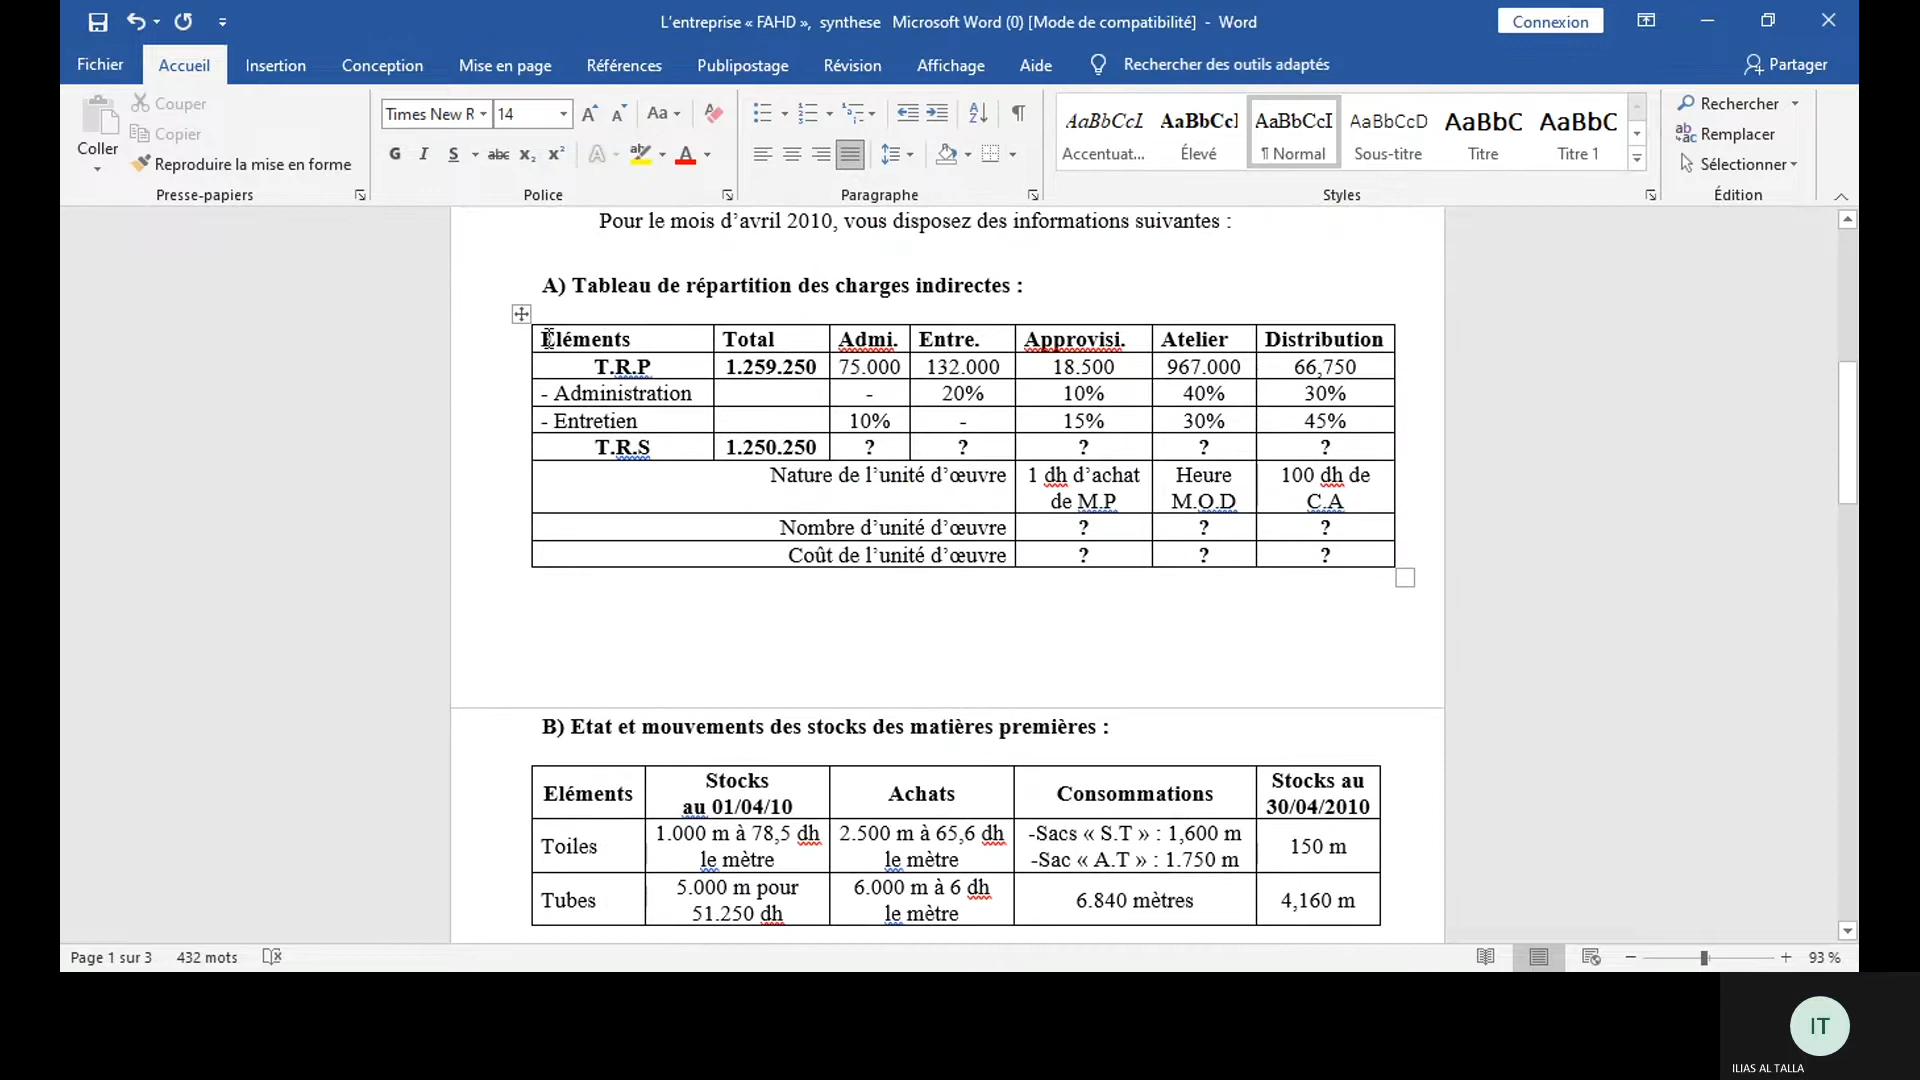 L'entreprise « FAHD », synthese Microsoft Word (0) [Mode de compatibilité] - Word
Connexion
Fichier Accueil Insertion Conception Mise en page Références Publipostage Révision Affichage Aide Rechercher des outils adaptés Partager
Coller
Couper
Copier
Reproduire la mise en forme
Presse-papiers
Times New R 14
G I S abc x₂ x²
Police
Paragraphe
AaBbCcI AaBbCcI AaBbCcI AaBbCcD AaBbC AaBbC
Accentuat... Élevé ¶ Normal Sous-titre Titre Titre 1
Styles
Rechercher
Remplacer
Sélectionner
Édition
Pour le mois d'avril 2010, vous disposez des informations suivantes :
A) Tableau de répartition des charges indirectes :
Eléments Total Admi. Entre. Approvisi. Atelier Distribution
T.R.P 1.259.250 75.000 132.000 18.500 967.000 66,750
- Administration - 20% 10% 40% 30%
- Entretien 10% - 15% 30% 45%
T.R.S 1.250.250 ? ? ? ? ?
Nature de l'unité d'œuvre 1 dh d'achat de M.P Heure M.O.D 100 dh de C.A
Nombre d'unité d'œuvre ? ? ?
Coût de l'unité d'œuvre ? ? ?
B) Etat et mouvements des stocks des matières premières :
Eléments Stocks au 01/04/10 Achats Consommations Stocks au 30/04/2010
Toiles 1.000 m à 78,5 dh le mètre 2.500 m à 65,6 dh le mètre -Sacs « S.T » : 1,600 m -Sac « A.T » : 1.750 m 150 m
Tubes 5.000 m pour 51.250 dh 6.000 m à 6 dh le mètre 6.840 mètres 4,160 m
Page 1 sur 3 432 mots 93 %
IT
ILIAS AL TALLA